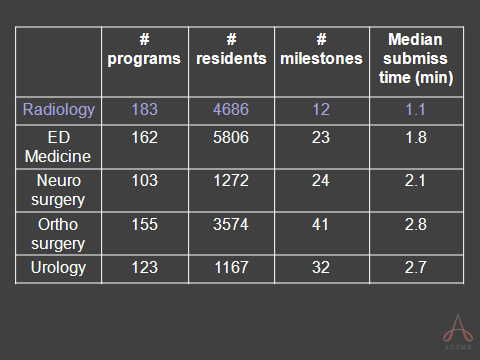 # programs # residents # milestones Median submiss time (min)
Radiology 183 4686 12 1.1
ED Medicine 162 5806 23 1.8
Neuro surgery 103 1272 24 2.1
Ortho surgery 155 3574 41 2.8
Urology 123 1167 32 2.7
ACGME